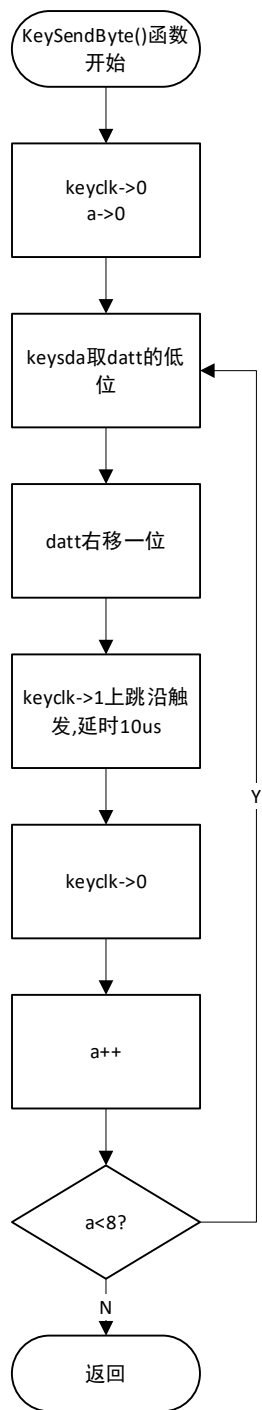 KeySendByte()函数
开始
keyclk->0
a->0
keysda取datt的低
位
datt右移一位
keyclk->1上跳沿触
发,延时10us
keyclk->0
a++
a<8?
Y
N
返回